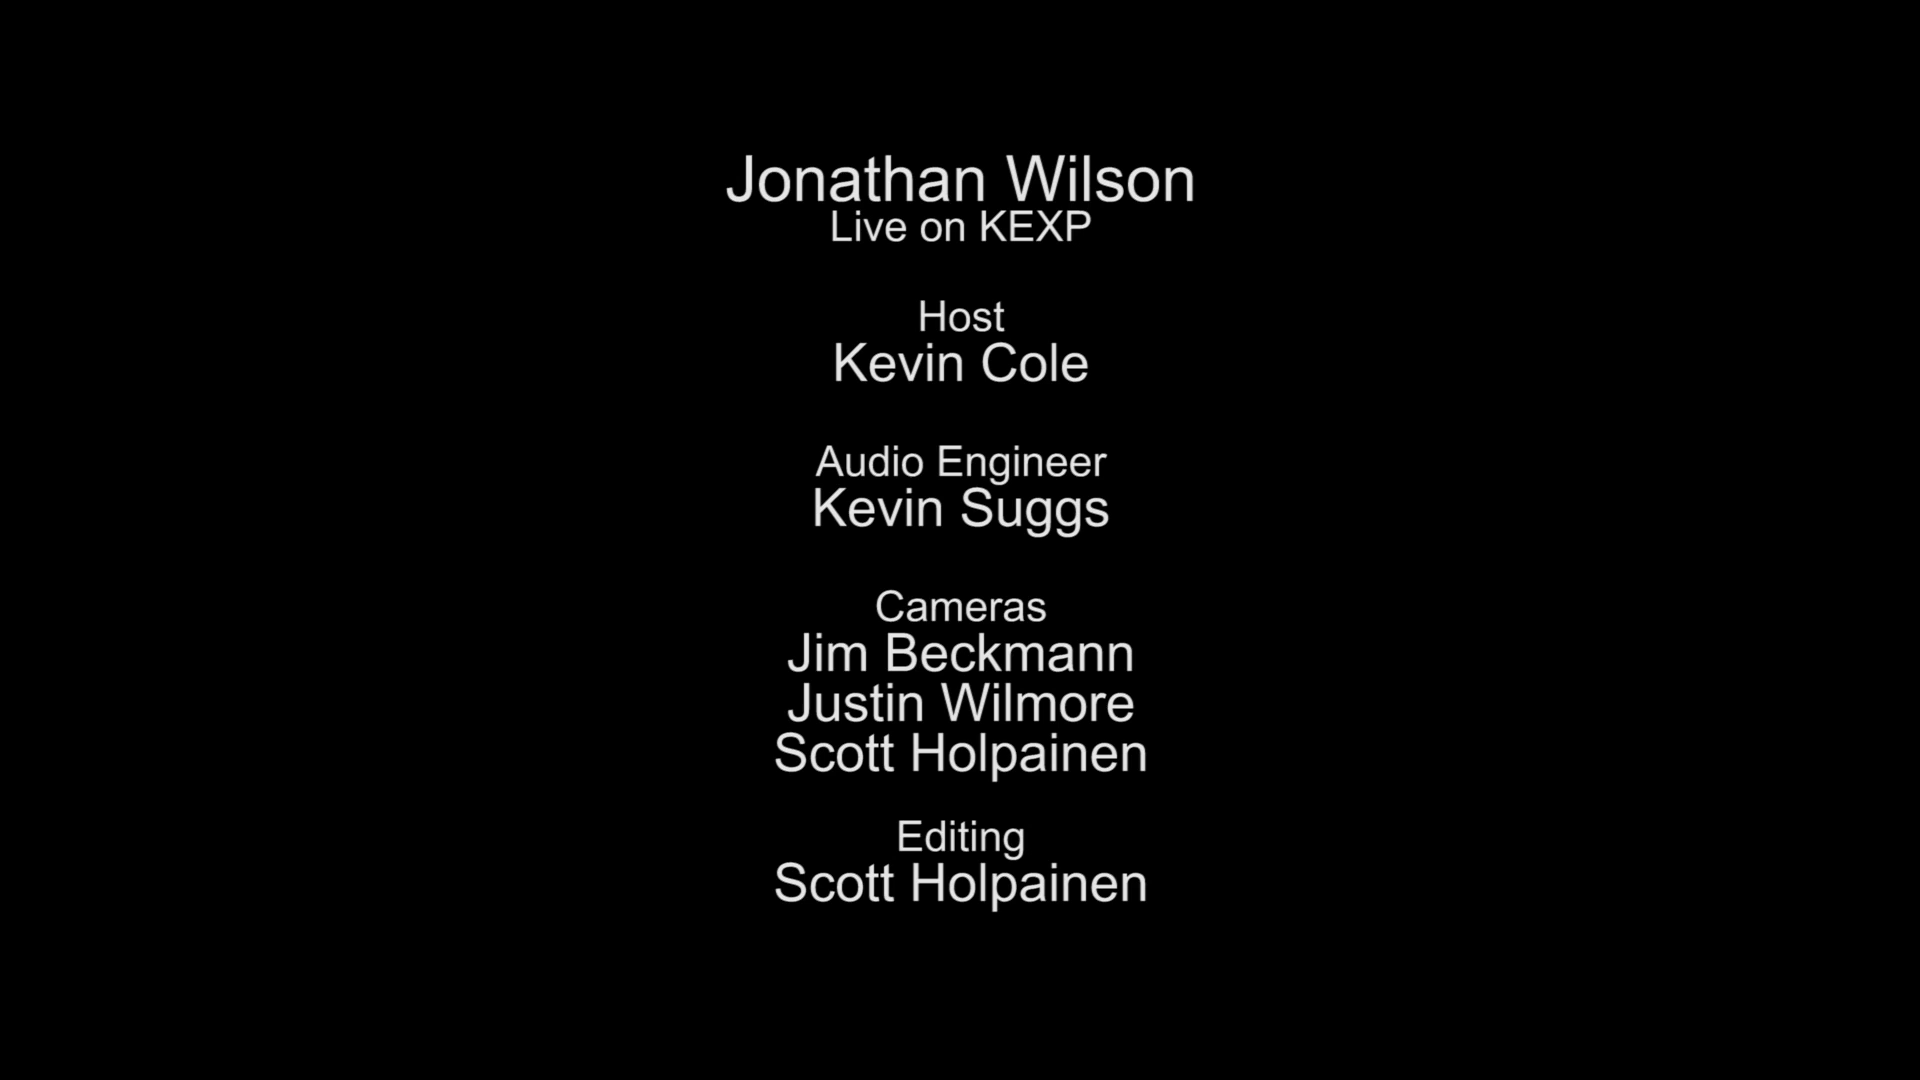 Jonathan Wilson
Live on KEXP
Host
Kevin Cole
Audio Engineer
Kevin Suggs
Cameras
Jim Beckmann
Justin Wilmore
Scott Holpainen
Editing
Scott Holpainen